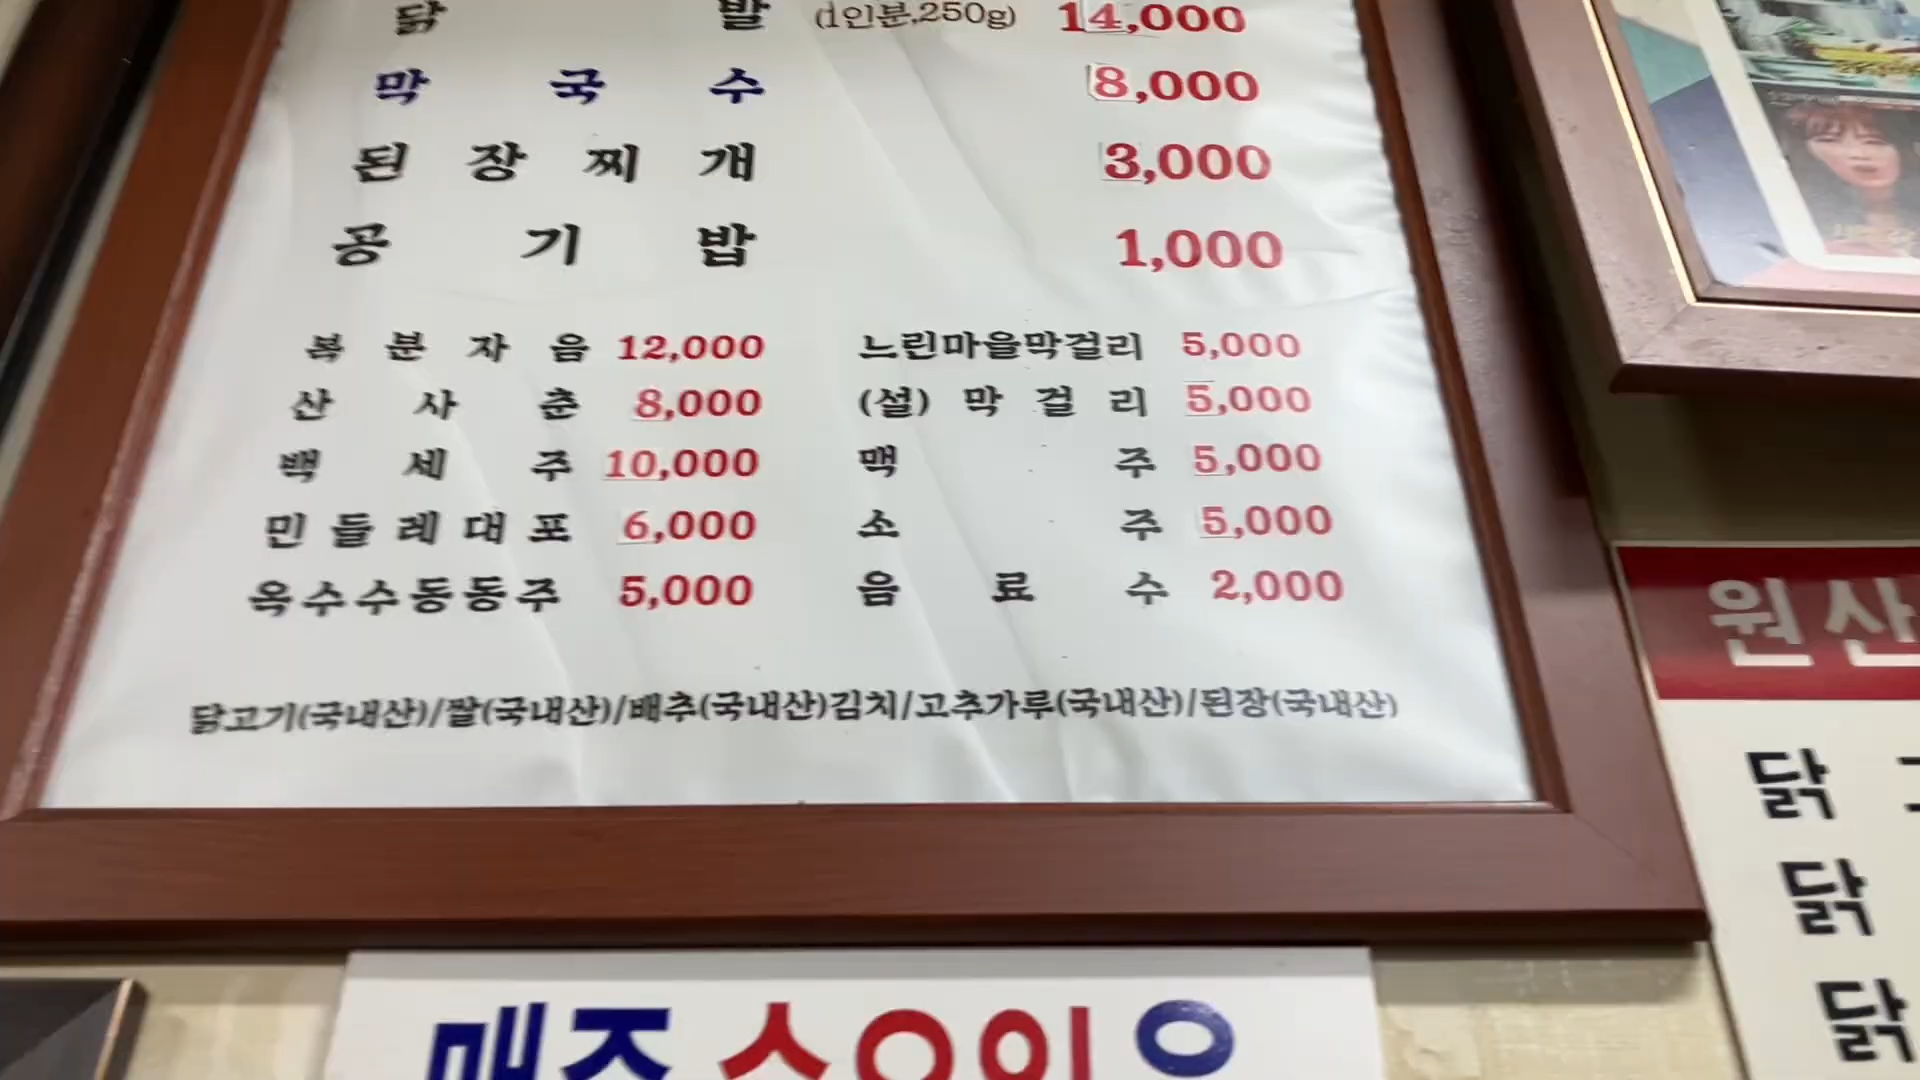 닭 발 (1인분,250g) 14,000
막 국 수 8,000
된 장 찌 개 3,000
공 기 밥 1,000
복 분 자 음 12,000 느린마을막걸리 5,000
산 사 춘 8,000 (설) 막 걸 리 5,000
백 세 주 10,000 맥 주 5,000
민 들 레 대 포 6,000 소 주 5,000
옥수수동동주 5,000 음 료 수 2,000
닭고기(국내산)/쌀(국내산)/배추(국내산)김치/고추가루(국내산)/된장(국내산)
매주 수요일
원산
닭
닭
닭